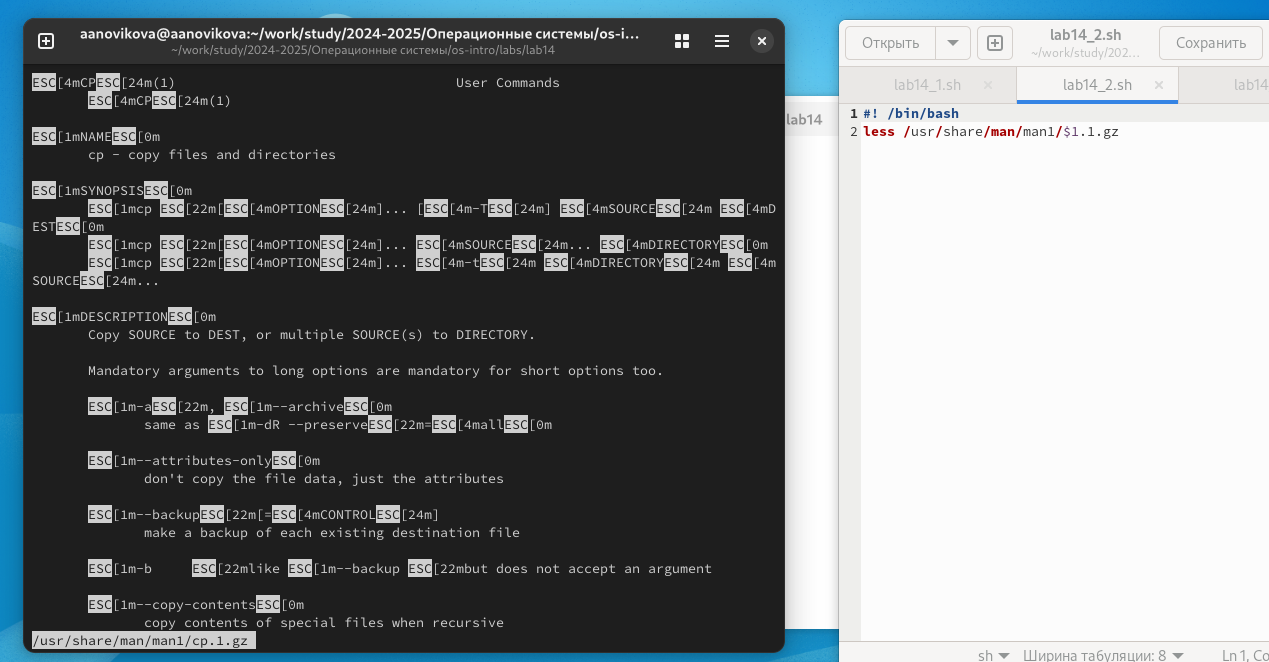 aanovikova@aanovikova:~/work/study/2024-2025/Операционные системы/os-i...
~/work/study/2024-2025/Операционные системы/os-intro/labs/lab14
ESC[4mCPESC[24m(1) User Commands
ESC[4mCPESC[24m(1)
ESC[1mNAMEESC[0m
cp - copy files and directories
ESC[1mSYNOPSISESC[0m
ESC[1mcp ESC[22m[ESC[4mOPTIONESC[24m]... [ESC[4m-TESC[24m] ESC[4mSOURCEESC[24m ESC[4mD
ESTESC[0m
ESC[1mcp ESC[22m[ESC[4mOPTIONESC[24m]... ESC[4mSOURCEESC[24m... ESC[4mDIRECTORYESC[0m
ESC[1mcp ESC[22m[ESC[4mOPTIONESC[24m]... ESC[4m-tESC[24m ESC[4mDIRECTORYESC[24m ESC[4m
SOURCEESC[24m...
ESC[1mDESCRIPTIONESC[0m
Copy SOURCE to DEST, or multiple SOURCE(s) to DIRECTORY.
Mandatory arguments to long options are mandatory for short options too.
ESC[1m-aESC[22m, ESC[1m--archiveESC[0m
same as ESC[1m-dR --preserveESC[22m=ESC[4mallESC[0m
ESC[1m--attributes-onlyESC[0m
don't copy the file data, just the attributes
ESC[1m--backupESC[22m[=ESC[4mCONTROLESC[24m]
make a backup of each existing destination file
ESC[1m-b ESC[22mlike ESC[1m--backup ESC[22mbut does not accept an argument
ESC[1m--copy-contentsESC[0m
copy contents of special files when recursive
/usr/share/man/man1/cp.1.gz
lab14
Открыть
lab14_2.sh
~/work/study/202...
Сохранить
lab14_1.sh
lab14_2.sh
lab14
1 #! /bin/bash
2 less /usr/share/man/man1/$1.1.gz
sh
Ширина табуляции: 8
Ln 1, Co